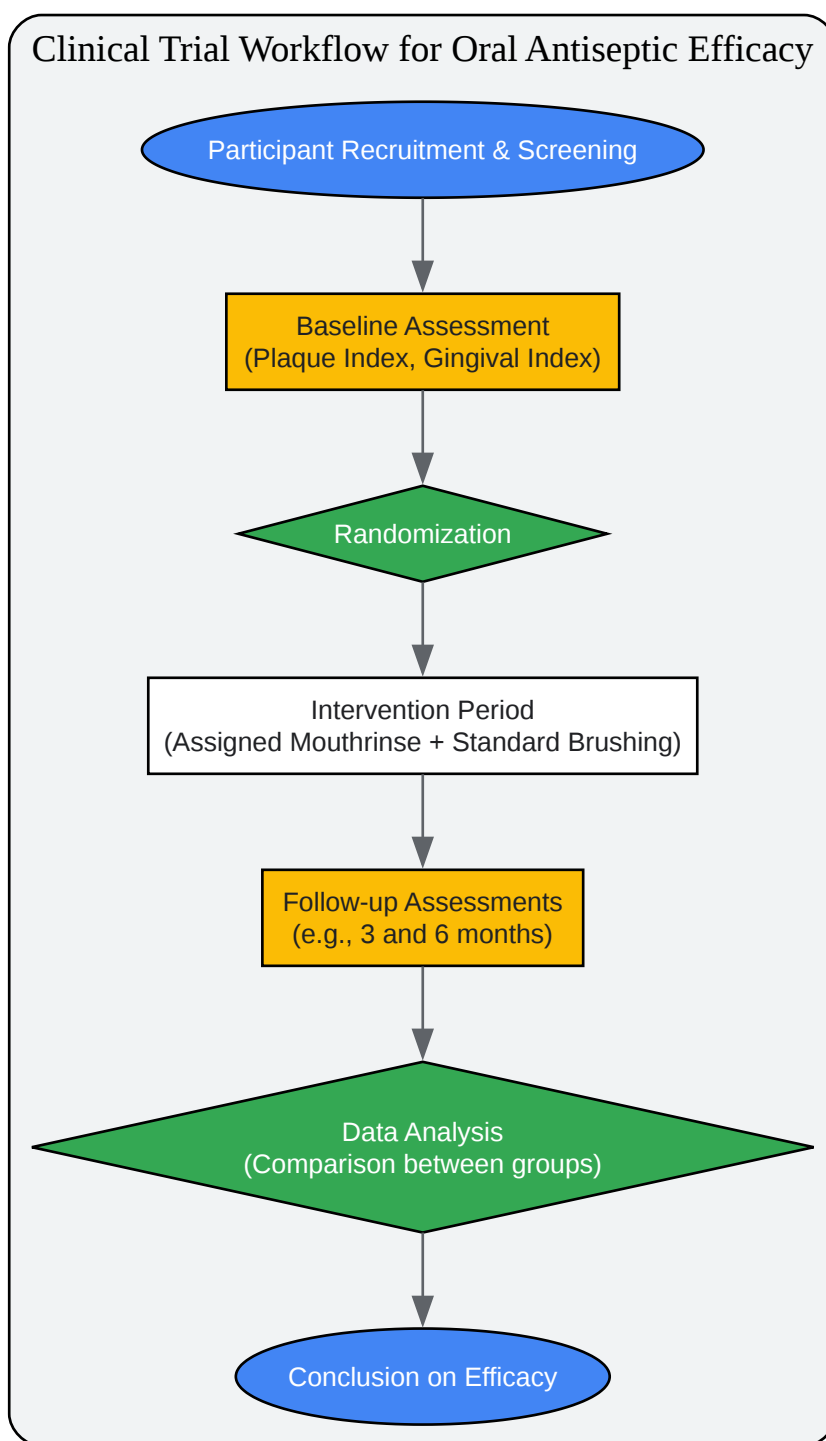 Clinical Trial Workflow for Oral Antiseptic Efficacy
Participant Recruitment & Screening
Baseline Assessment
(Plaque Index, Gingival Index)
Randomization
Intervention Period
(Assigned Mouthrinse + Standard Brushing)
Follow-up Assessments
(e.g., 3 and 6 months)
Data Analysis
(Comparison between groups)
Conclusion on Efficacy